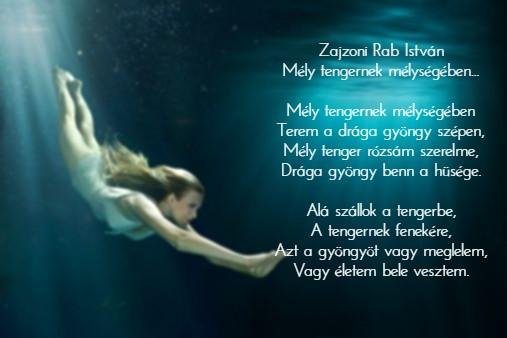 Zajzoni Rab István
Mély tengernek mélységében...

Mély tengernek mélységében
Terem a drága gyöngy szépen,
Mély tenger rózsám szerelme,
Drága gyöngy benn a hüsége.

Alá szállok a tengerbe,
A tengernek fenekére,
Azt a gyöngyöt vagy meglelem,
Vagy életem bele vesztem.